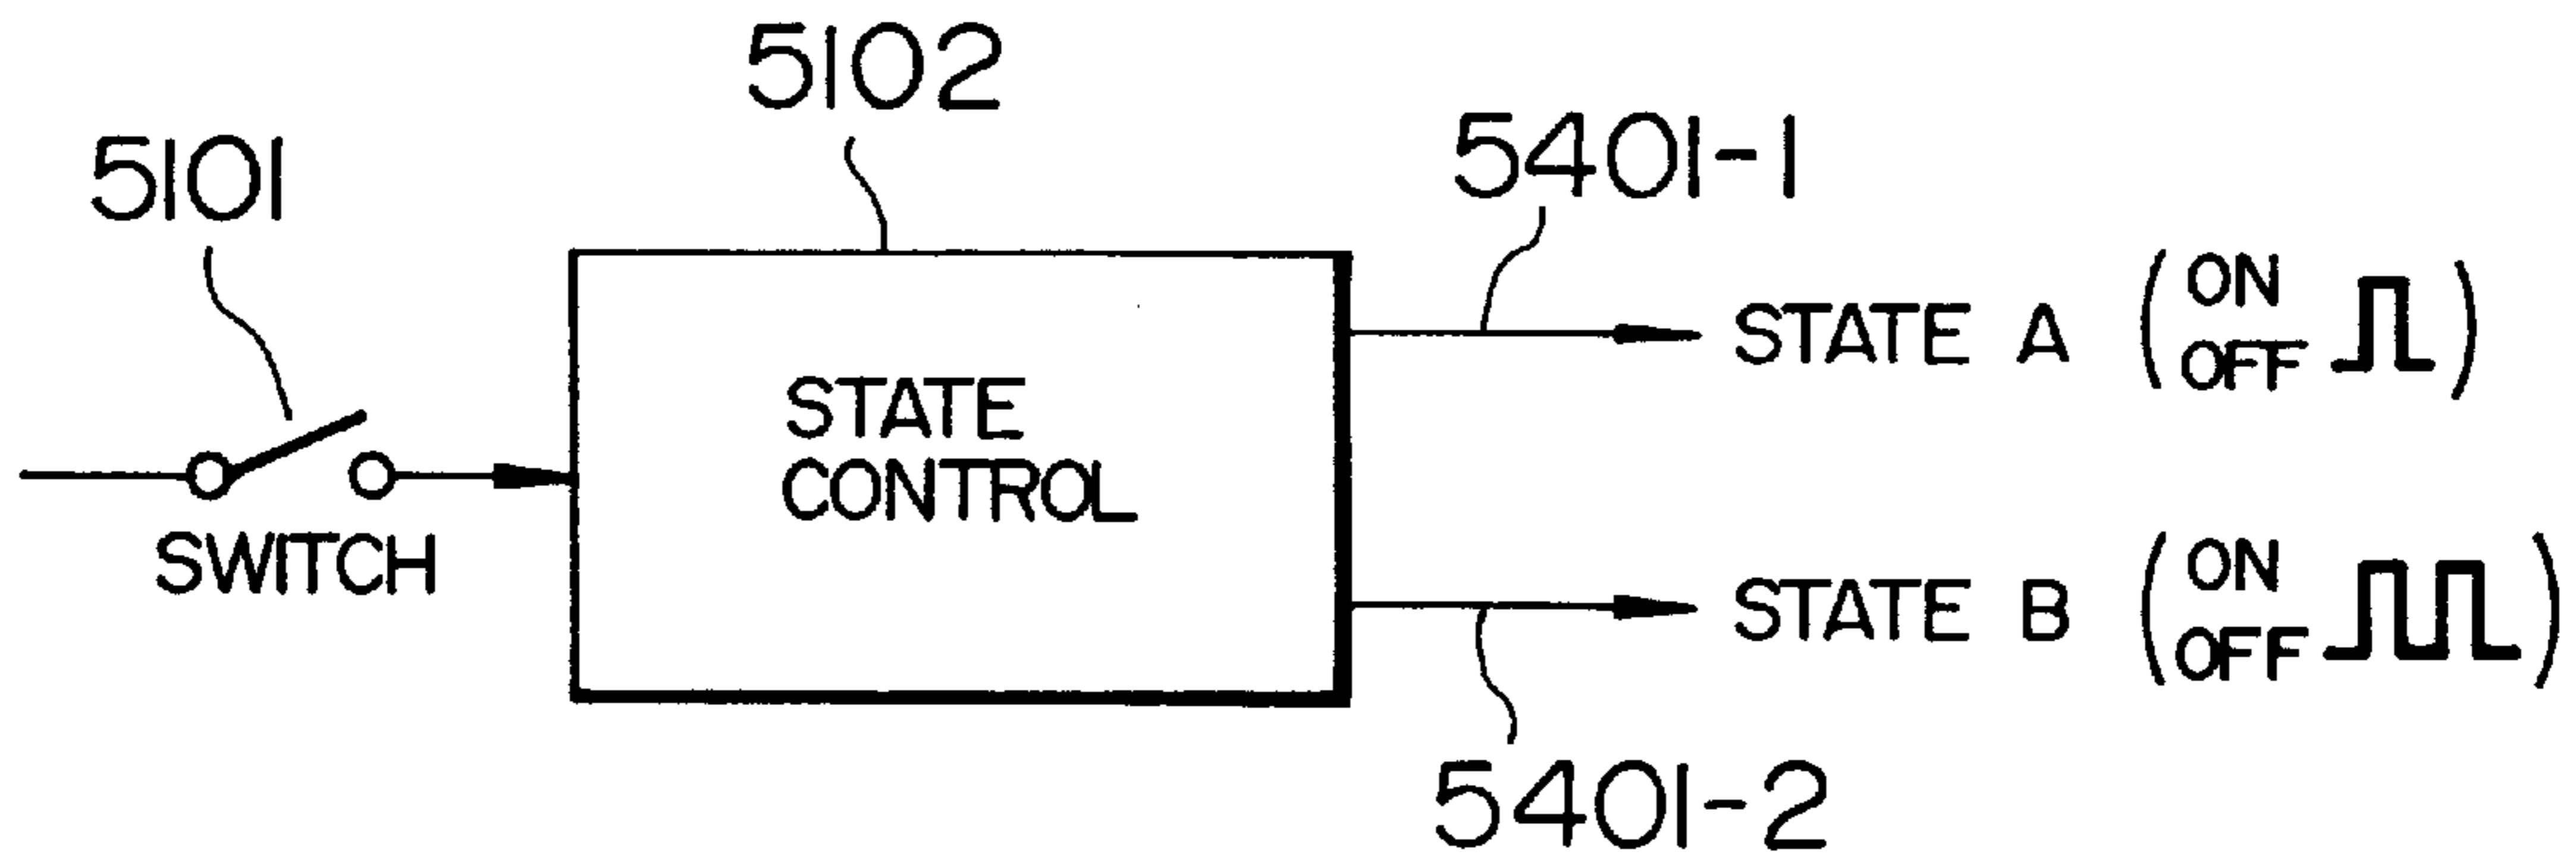 5102
5101
5401-1
STATE A (ON OFF)
STATE CONTROL
SWITCH
STATE B (ON OFF)
5401-2